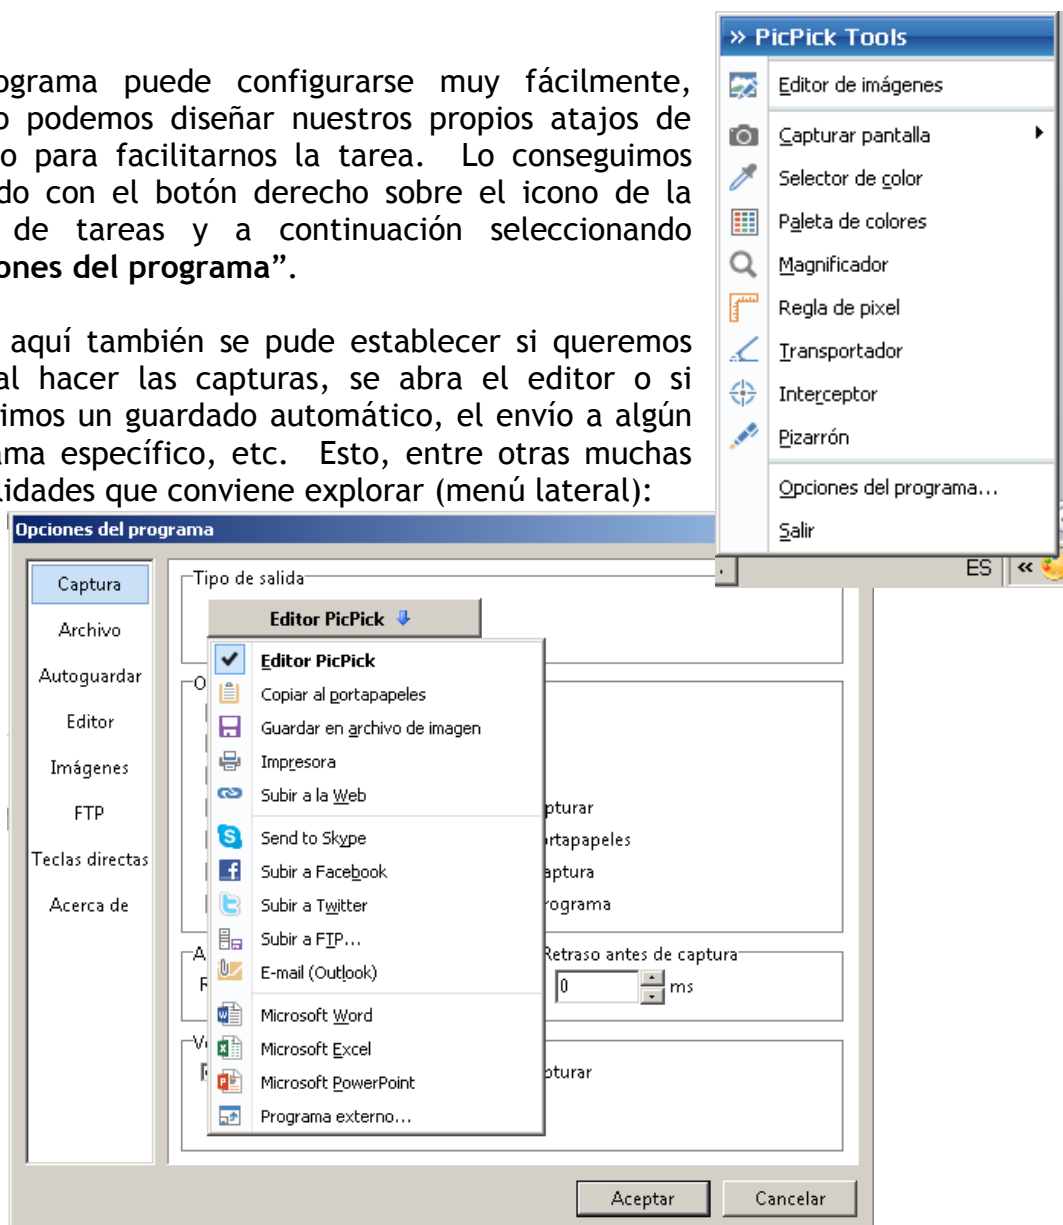 ograma puede configurarse muy fácilmente,
podemos diseñar nuestros propios atajos de
para facilitarnos la tarea. Lo conseguimos
do con el botón derecho sobre el icono de la
de tareas y a continuación seleccionando
ones del programa”.
aquí también se pude establecer si queremos
al hacer las capturas, se abra el editor o si
imos un guardado automático, el envío a algún
ama específico, etc. Esto, entre otras muchas
lidades que conviene explorar (menú lateral):
» PicPick Tools
Editor de imágenes
Capturar pantalla
Selector de color
Paleta de colores
Magnificador
Regla de pixel
Transportador
Interceptor
Pizarrón
Opciones del programa...
Salir
ES «
Opciones del programa
Captura
Archivo
Autoguardar
Editor
Imágenes
FTP
Teclas directas
Acerca de
Tipo de salida
Editor PicPick
Editor PicPick
Copiar al portapapeles
Guardar en archivo de imagen
Impresora
Subir a la Web
Send to Skype
Subir a Facebook
Subir a Twitter
Subir a FTP...
E-mail (Outlook)
Microsoft Word
Microsoft Excel
Microsoft PowerPoint
Programa externo...
pturar
ortapapeles
aptura
rograma
Retraso antes de captura
0 ms
pturar
Aceptar Cancelar